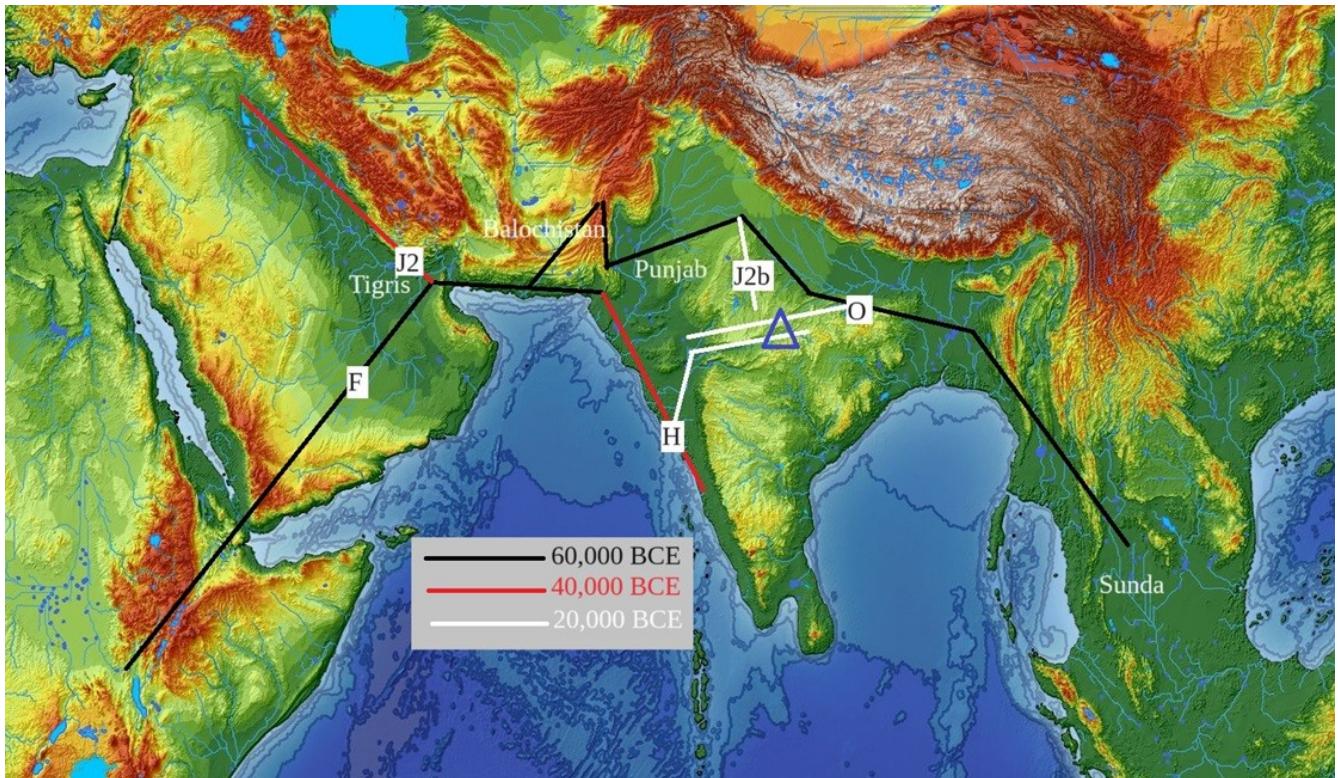 Balochistan
J2
Punjab
Tigris
J2b
O
F
H
60,000 BCE
40,000 BCE
20,000 BCE
Sunda